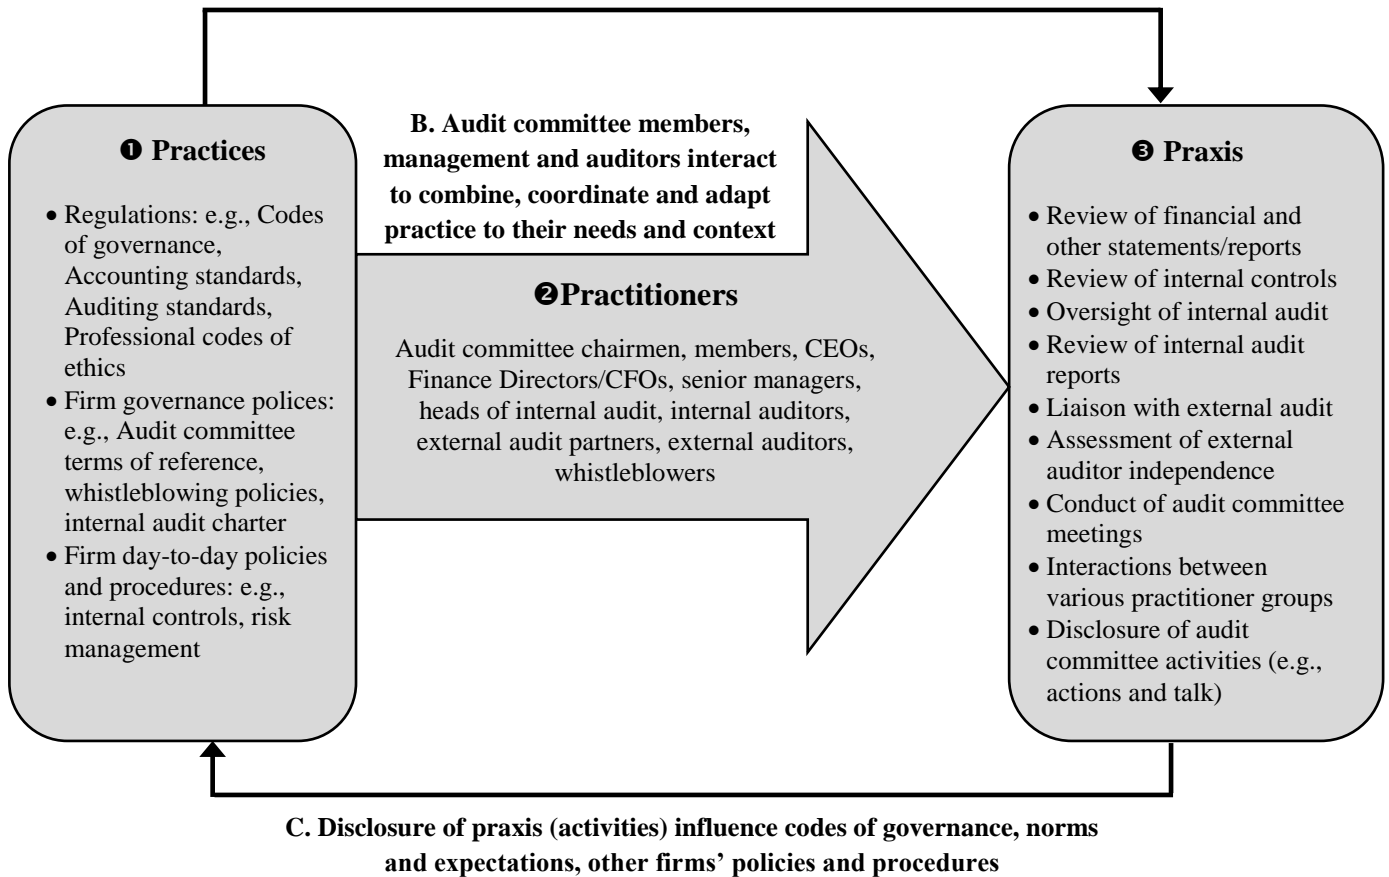 ❶ Practices
• Regulations: e.g., Codes
of governance,
Accounting standards,
Auditing standards,
Professional codes of
ethics
• Firm governance polices:
e.g., Audit committee
terms of reference,
whistleblowing policies,
internal audit charter
• Firm day-to-day policies
and procedures: e.g.,
internal controls, risk
management
B. Audit committee members,
management and auditors interact
to combine, coordinate and adapt
practice to their needs and context
❷Practitioners
Audit committee chairmen, members, CEOs,
Finance Directors/CFOs, senior managers,
heads of internal audit, internal auditors,
external audit partners, external auditors,
whistleblowers
❸ Praxis
• Review of financial and
other statements/reports
• Review of internal controls
• Oversight of internal audit
• Review of internal audit
reports
• Liaison with external audit
• Assessment of external
auditor independence
• Conduct of audit committee
meetings
• Interactions between
various practitioner groups
• Disclosure of audit
committee activities (e.g.,
actions and talk)
C. Disclosure of praxis (activities) influence codes of governance, norms
and expectations, other firms’ policies and procedures